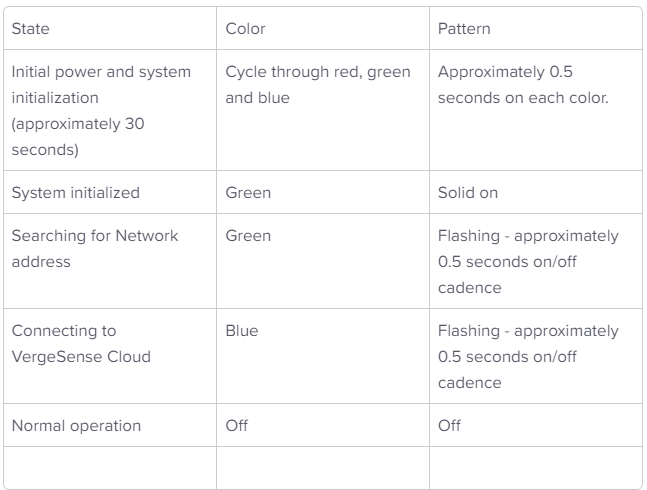 State Color Pattern
Initial power and system Cycle through red, green Approximately 0.5
initialization and blue seconds on each color.
(approximately 30
seconds)
System initialized Green Solid on
Searching for Network Green Flashing - approximately
address 0.5 seconds on/off
cadence
Connecting to Blue Flashing - approximately
VergeSense Cloud 0.5 seconds on/off
cadence
Normal operation Off Off